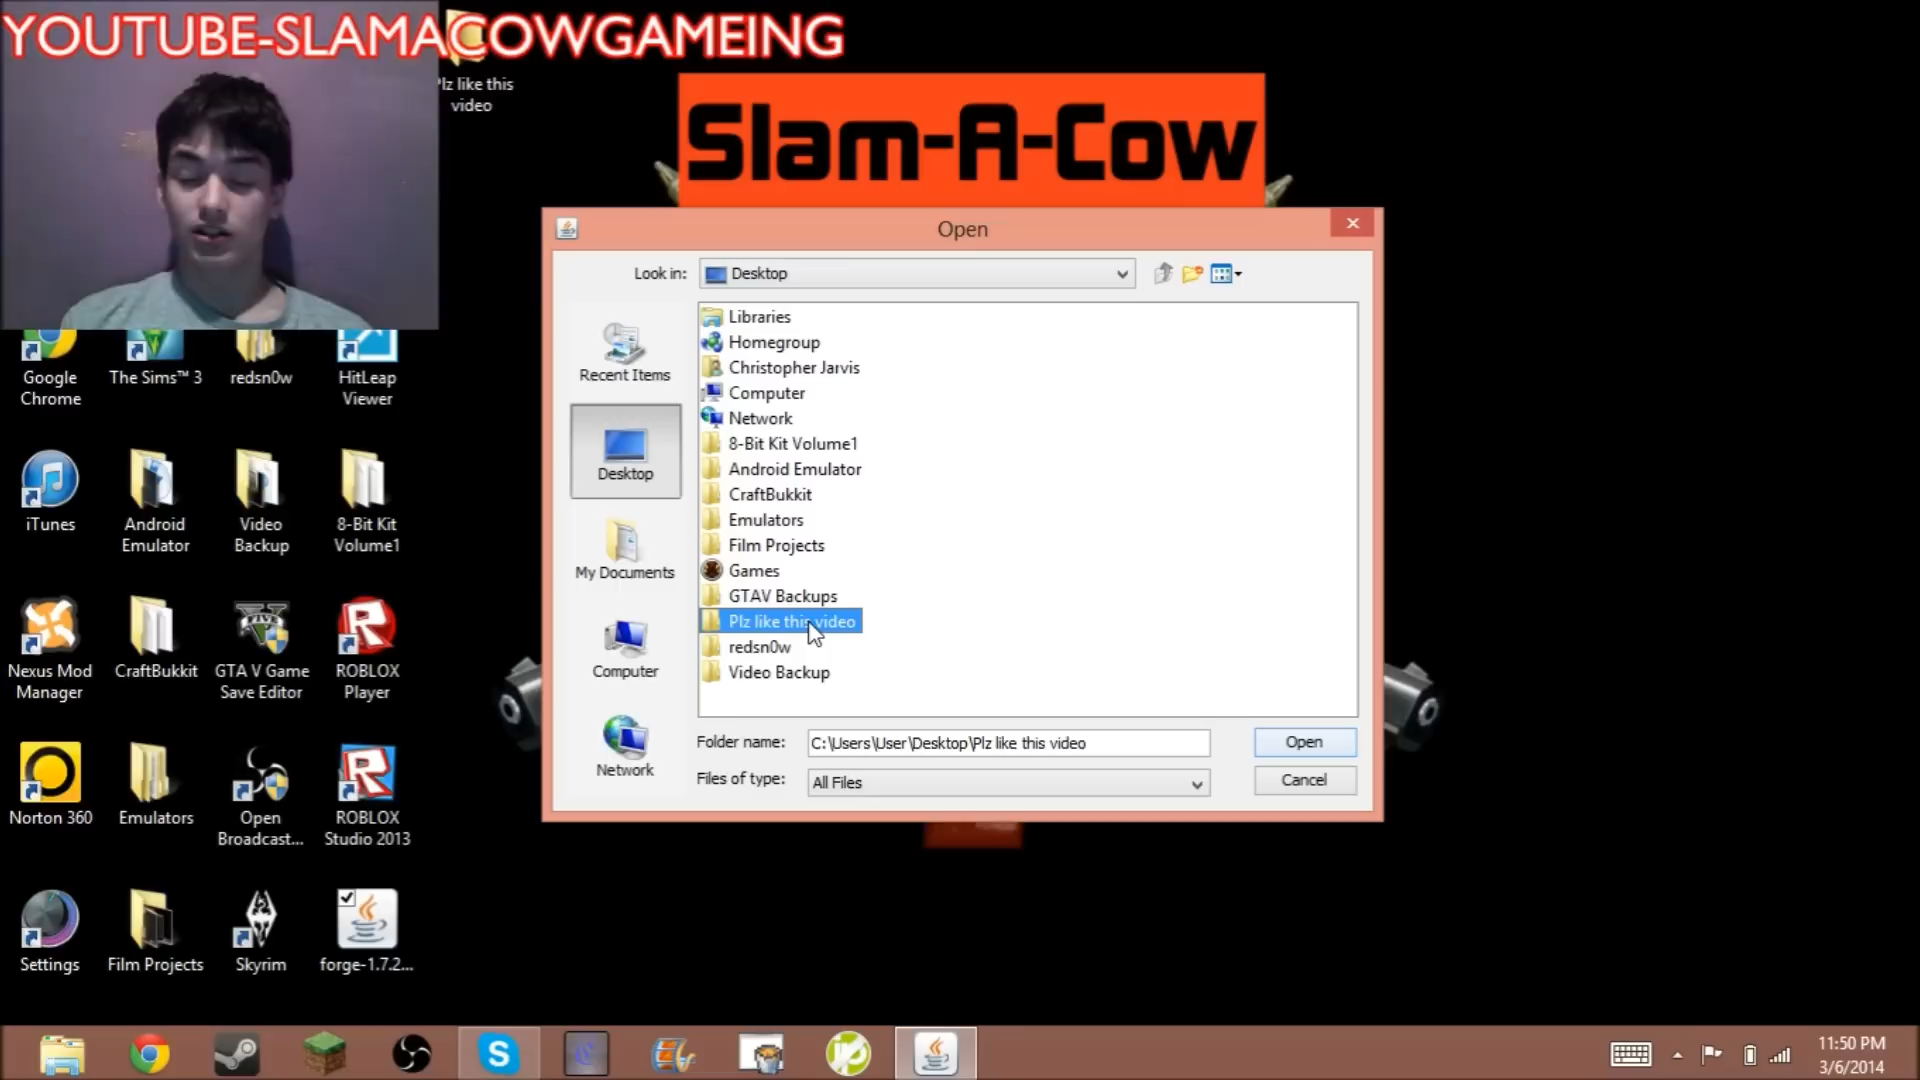 YOUTUBE-SLAMACOWGAMEING
Plz like this
video
Slam-A-Cow
Open
Look in:
Desktop
Libraries
Homegroup
Christopher Jarvis
Computer
Network
8-Bit Kit Volume1
Android Emulator
CraftBukkit
Emulators
Film Projects
Games
GTAV Backups
Plz like this video
redsn0w
Video Backup
Recent Items
Desktop
My Documents
Computer
Network
Folder name:
C:\Users\User\Desktop\Plz like this video
Open
Files of type:
All Files
Cancel
Google
Chrome
The Sims™ 3
redsn0w
HitLeap
Viewer
iTunes
Android
Emulator
Video
Backup
8-Bit Kit
Volume1
Nexus Mod
Manager
CraftBukkit
GTA V Game
Save Editor
ROBLOX
Player
Norton 360
Emulators
Open
Broadcast...
ROBLOX
Studio 2013
Settings
Film Projects
Skyrim
forge-1.7.2...
11:50 PM
3/6/2014